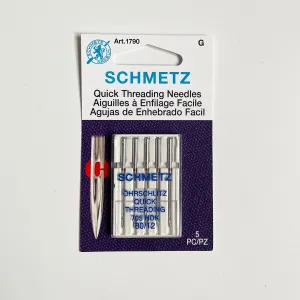 Art.1790
G
SCHMETZ
Quick Threading Needles
Aiguilles à Enfilage Facile
Agujas de Enhebrado Facil
SCHMETZ
ÖHRSCHLITZ
QUICK
THREADING
705 HDK
80/12
5
PC/PZ